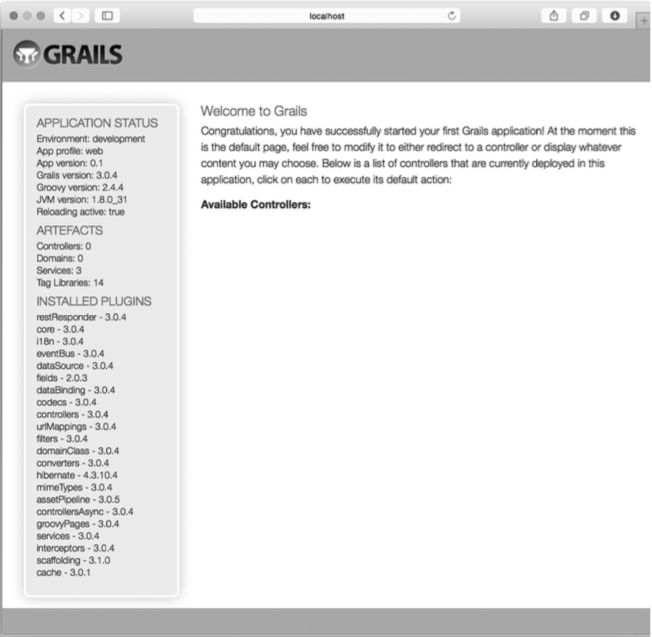 localhost
GRAILS
APPLICATION STATUS
Environment: development
App profile: web
App version: 0.1
Grails version: 3.0.4
Groovy version: 2.4.4
JVM version: 1.8.0_31
Reloading active: true
ARTEFACTS
Controllers: 0
Domains: 0
Services: 3
Tag Libraries: 14
INSTALLED PLUGINS
restResponder - 3.0.4
core - 3.0.4
i18n - 3.0.4
eventBus - 3.0.4
dataSource - 3.0.4
fields - 2.0.3
dataBinding - 3.0.4
codecs - 3.0.4
controllers - 3.0.4
urlMappings - 3.0.4
filters - 3.0.4
domainClass - 3.0.4
converters - 3.0.4
hibernate - 4.3.10.4
mimeTypes - 3.0.4
assetPipeline - 3.0.5
controllersAsync - 3.0.4
groovyPages - 3.0.4
services - 3.0.4
interceptors - 3.0.4
scaffolding - 3.1.0
cache - 3.0.1
Welcome to Grails
Congratulations, you have successfully started your first Grails application! At the moment this
is the default page, feel free to modify it to either redirect to a controller or display whatever
content you may choose. Below is a list of controllers that are currently deployed in this
application, click on each to execute its default action:
Available Controllers: